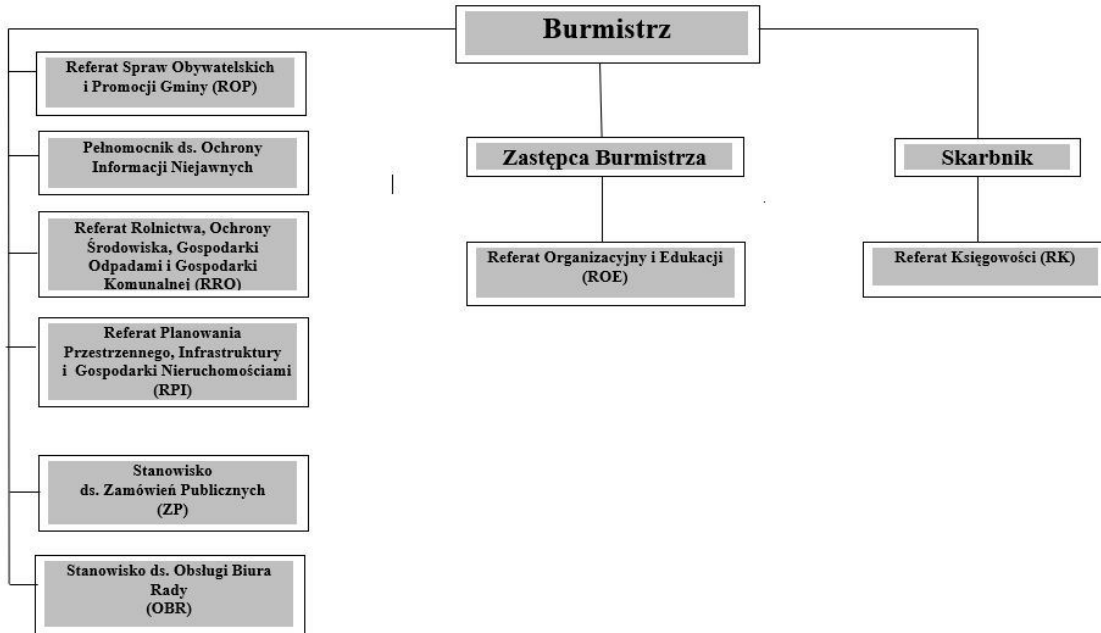 Burmistrz
Referat Spraw Obywatelskich
i Promocji Gminy (ROP)
Pełnomocnik ds. Ochrony
Informacji Niejawnych
Zastępca Burmistrza
Skarbnik
Referat Rolnictwa, Ochrony
Środowiska, Gospodarki
Odpadami i Gospodarki
Komunalnej (RRO)
Referat Organizacyjny i Edukacji
(ROE)
Referat Księgowości (RK)
Referat Planowania
Przestrzennego, Infrastruktury
i Gospodarki Nieruchomościami
(RPI)
Stanowisko
ds. Zamówień Publicznych
(ZP)
Stanowisko ds. Obsługi Biura
Rady
(OBR)